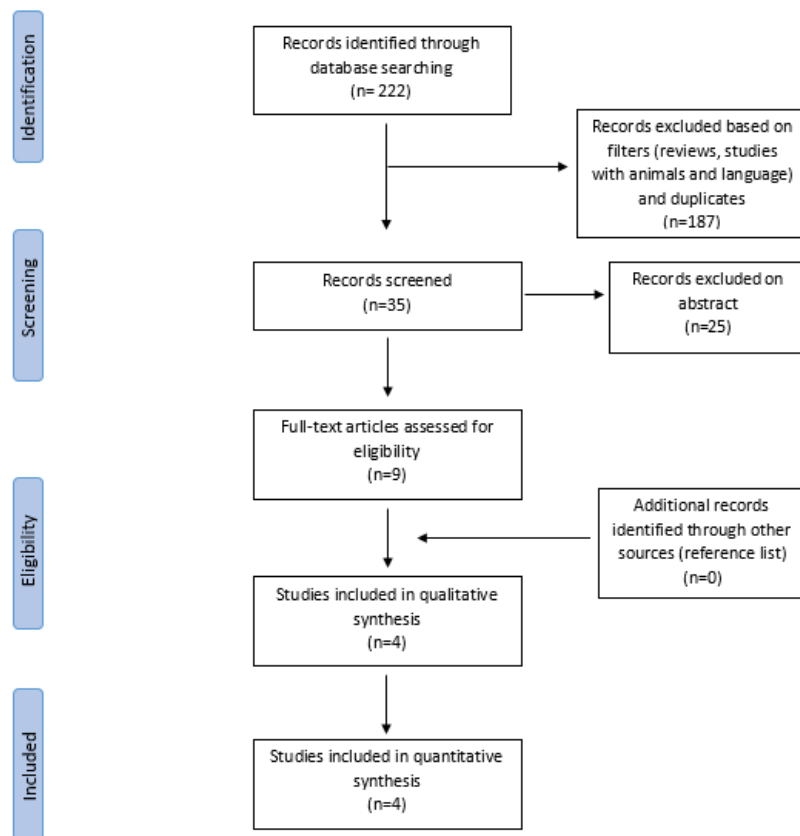 Identification
Records identified through
database searching
(n= 222)
Records excluded based on
filters (reviews, studies
with animals and language)
and duplicates
(n=187)
Screening
Records screened
(n=35)
Records excluded on
abstract
(n=25)
Full-text articles assessed for
eligibility
(n=9)
Eligibility
Additional records
identified through other
sources (reference list)
(n=0)
Studies included in qualitative
synthesis
(n=4)
Included
Studies included in quantitative
synthesis
(n=4)